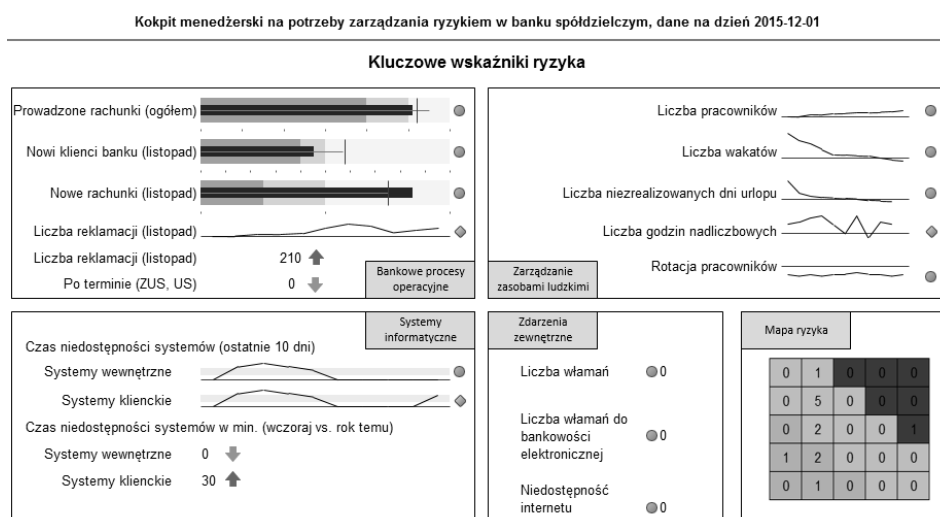 Kokpit menedżerski na potrzeby zarządzania ryzykiem w banku spółdzielczym, dane na dzień 2015-12-01
Kluczowe wskaźniki ryzyka
Prowadzone rachunki (ogółem)
Nowi klienci banku (listopad)
Nowe rachunki (listopad)
Liczba reklamacji (listopad)
Liczba reklamacji (listopad) 210
Po terminie (ZUS, US) 0
Bankowe procesy
operacyjne
Liczba pracowników
Liczba wakatów
Liczba niezrealizowanych dni urlopu
Liczba godzin nadliczbowych
Rotacja pracowników
Zarządzanie
zasobami ludzkimi
Systemy
informatyczne
Czas niedostępności systemów (ostatnie 10 dni)
Systemy wewnętrzne
Systemy klienckie
Czas niedostępności systemów w min. (wczoraj vs. rok temu)
Systemy wewnętrzne 0
Systemy klienckie 30
Zdarzenia
zewnętrzne
Liczba włamań 0
Liczba włamań do
bankowości
elektronicznej 0
Niedostępność
internetu 0
Mapa ryzyka
0 1 0 0 0
0 5 0 0 0
0 2 0 0 1
1 2 0 0 0
0 1 0 0 0